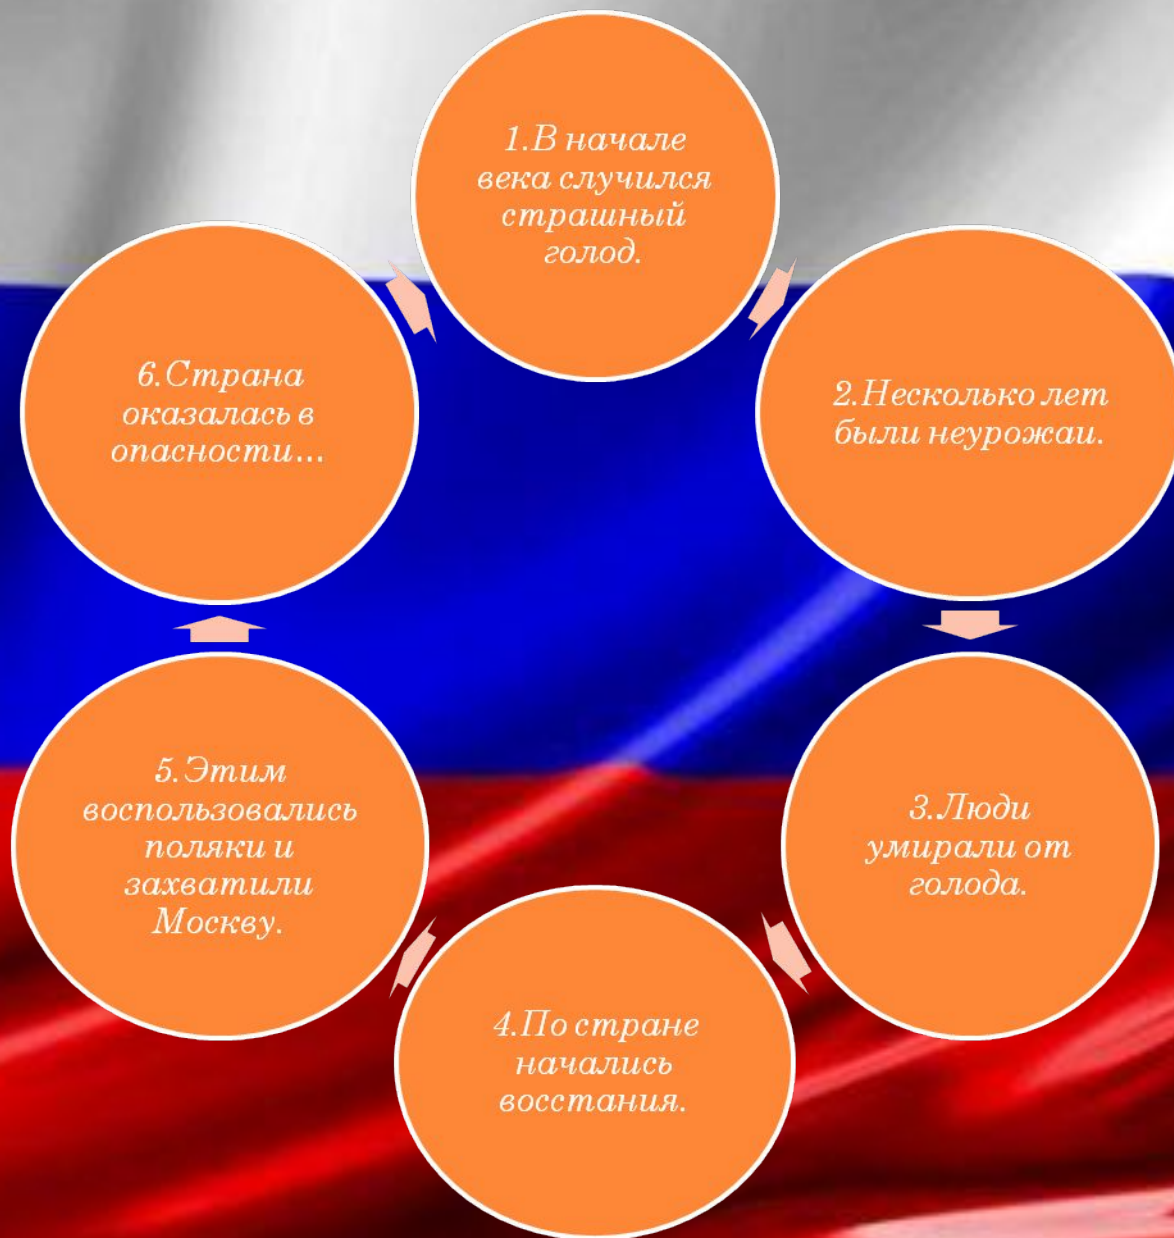 1.В начале
века случился
страшный
голод.
2.Несколько лет
были неурожаи.
3.Люди
умирали от
голода.
4.По стране
начались
восстания.
5.Этим
воспользовались
поляки и
захватили
Москву.
6.Страна
оказалась в
опасности...